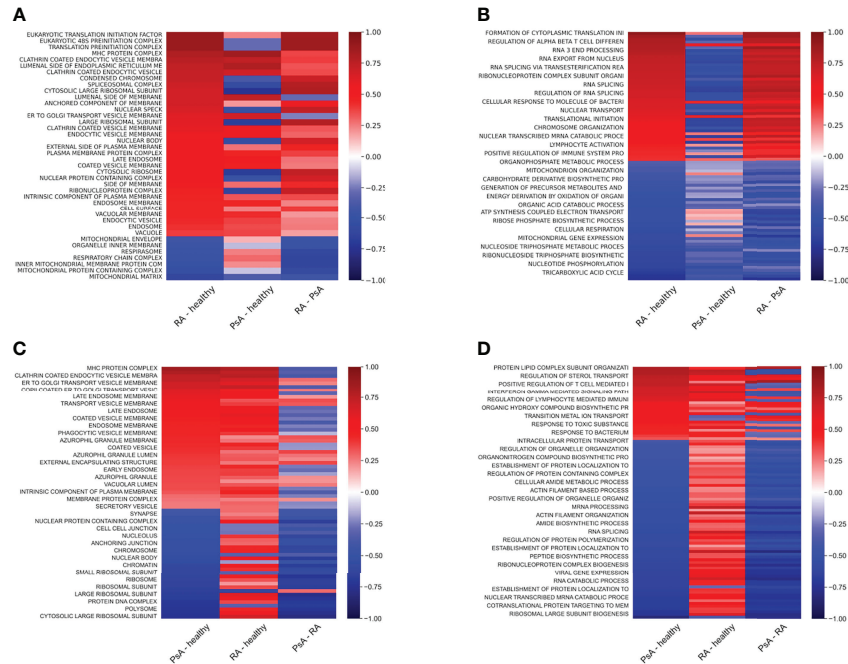 A
EUKARYOTIC TRANSLATION INITIATION FACTOR
EUKARYOTIC 48S PREINITIATION COMPLEX
TRANSLATION PREINITIATION COMPLEX
MHC PROTEIN COMPLEX
CLATHRIN COATED ENDOCYTIC VESICLE MEMBRA
LUMENAL SIDE OF ENDOPLASMIC RETICULUM ME
CLATHRIN COATED ENDOCYTIC VESICLE
CONDENSED CHROMOSOME
SPLICEOSOMAL COMPLEX
CYTOSOLIC LARGE RIBOSOMAL SUBUNIT
LUMENAL SIDE OF MEMBRANE
ANCHORED COMPONENT OF MEMBRANE
NUCLEAR SPECK
ER TO GOLGI TRANSPORT VESICLE MEMBRANE
LARGE RIBOSOMAL SUBUNIT
CLATHRIN COATED VESICLE MEMBRANE
ENDOCYTIC VESICLE MEMBRANE
NUCLEAR BODY
EXTERNAL SIDE OF PLASMA MEMBRANE
PLASMA MEMBRANE PROTEIN COMPLEX
LATE ENDOSOME
COATED VESICLE MEMBRANE
CYTOSOLIC RIBOSOME
NUCLEAR PROTEIN CONTAINING COMPLEX
SIDE OF MEMBRANE
RIBONUCLEOPROTEIN COMPLEX
INTRINSIC COMPONENT OF PLASMA MEMBRANE
ENDOSOME MEMBRANE
CELL SURFACE
VACUOLAR MEMBRANE
ENDOCYTIC VESICLE
ENDOSOME
VACUOLE
MITOCHONDRIAL ENVELOPE
ORGANELLE INNER MEMBRANE
RESPIRASOME
RESPIRATORY CHAIN COMPLEX
INNER MITOCHONDRIAL MEMBRANE PROTEIN COM
MITOCHONDRIAL PROTEIN CONTAINING COMPLEX
MITOCHONDRIAL MATRIX
RA - healthy
PsA - healthy
RA - PsA
1.00
0.75
0.50
0.25
0.00
−0.25
−0.50
−0.75
−1.00
B
FORMATION OF CYTOPLASMIC TRANSLATION INI
REGULATION OF ALPHA BETA T CELL DIFFEREN
RNA 3 END PROCESSING
RNA EXPORT FROM NUCLEUS
RNA SPLICING VIA TRANSESTERIFICATION REA
RIBONUCLEOPROTEIN COMPLEX SUBUNIT ORGANI
RNA SPLICING
REGULATION OF RNA SPLICING
CELLULAR RESPONSE TO MOLECULE OF BACTERI
NUCLEAR TRANSPORT
TRANSLATIONAL INITIATION
CHROMOSOME ORGANIZATION
NUCLEAR TRANSCRIBED MRNA CATABOLIC PROCE
LYMPHOCYTE ACTIVATION
POSITIVE REGULATION OF IMMUNE SYSTEM PRO
ORGANOPHOSPHATE METABOLIC PROCESS
MITOCHONDRION ORGANIZATION
CARBOHYDRATE DERIVATIVE BIOSYNTHETIC PRO
GENERATION OF PRECURSOR METABOLITES AND
ENERGY DERIVATION BY OXIDATION OF ORGANI
ORGANIC ACID CATABOLIC PROCESS
ATP SYNTHESIS COUPLED ELECTRON TRANSPORT
RIBOSE PHOSPHATE BIOSYNTHETIC PROCESS
CELLULAR RESPIRATION
MITOCHONDRIAL GENE EXPRESSION
NUCLEOSIDE TRIPHOSPHATE METABOLIC PROCES
RIBONUCLEOSIDE TRIPHOSPHATE BIOSYNTHETIC
NUCLEOTIDE PHOSPHORYLATION
TRICARBOXYLIC ACID CYCLE
RA - healthy
PsA - healthy
RA - PsA
1.00
0.75
0.50
0.25
0.00
−0.25
−0.50
−0.75
−1.00
C
MHC PROTEIN COMPLEX
CLATHRIN COATED ENDOCYTIC VESICLE MEMBRA
ER TO GOLGI TRANSPORT VESICLE MEMBRANE
COPII COATED ER TO GOLGI TRANSPORT VESIC
LATE ENDOSOME MEMBRANE
TRANSPORT VESICLE MEMBRANE
LATE ENDOSOME
COATED VESICLE MEMBRANE
ENDOSOME MEMBRANE
PHAGOCYTIC VESICLE MEMBRANE
AZUROPHIL GRANULE MEMBRANE
COATED VESICLE
AZUROPHIL GRANULE LUMEN
EXTERNAL ENCAPSULATING STRUCTURE
EARLY ENDOSOME
AZUROPHIL GRANULE
VACUOLAR LUMEN
INTRINSIC COMPONENT OF PLASMA MEMBRANE
MEMBRANE PROTEIN COMPLEX
SECRETORY VESICLE
SYNAPSE
NUCLEAR PROTEIN CONTAINING COMPLEX
CELL CELL JUNCTION
NUCLEOLUS
ANCHORING JUNCTION
CHROMOSOME
NUCLEAR BODY
CHROMATIN
SMALL RIBOSOMAL SUBUNIT
RIBOSOME
RIBOSOMAL SUBUNIT
LARGE RIBOSOMAL SUBUNIT
PROTEIN DNA COMPLEX
POLYSOME
CYTOSOLIC LARGE RIBOSOMAL SUBUNIT
PsA - healthy
RA - healthy
PsA - RA
1.00
0.75
0.50
0.25
0.00
−0.25
−0.50
−0.75
−1.00
D
PROTEIN LIPID COMPLEX SUBUNIT ORGANIZATI
REGULATION OF STEROL TRANSPORT
POSITIVE REGULATION OF T CELL MEDIATED I
INTERFERON GAMMA MEDIATED SIGNALING PATH
REGULATION OF LYMPHOCYTE MEDIATED IMMUNI
ORGANIC HYDROXY COMPOUND BIOSYNTHETIC PR
TRANSITION METAL ION TRANSPORT
RESPONSE TO TOXIC SUBSTANCE
RESPONSE TO BACTERIUM
INTRACELLULAR PROTEIN TRANSPORT
REGULATION OF ORGANELLE ORGANIZATION
ORGANONITROGEN COMPOUND BIOSYNTHETIC PRO
ESTABLISHMENT OF PROTEIN LOCALIZATION TO
REGULATION OF PROTEIN CONTAINING COMPLEX
CELLULAR AMIDE METABOLIC PROCESS
ACTIN FILAMENT BASED PROCESS
POSITIVE REGULATION OF ORGANELLE ORGANIZ
MRNA PROCESSING
ACTIN FILAMENT ORGANIZATION
AMIDE BIOSYNTHETIC PROCESS
RNA SPLICING
REGULATION OF PROTEIN POLYMERIZATION
ESTABLISHMENT OF PROTEIN LOCALIZATION TO
PEPTIDE BIOSYNTHETIC PROCESS
RIBONUCLEOPROTEIN COMPLEX BIOGENESIS
VIRAL GENE EXPRESSION
RNA CATABOLIC PROCESS
ESTABLISHMENT OF PROTEIN LOCALIZATION TO
NUCLEAR TRANSCRIBED MRNA CATABOLIC PROCE
COTRANSLATIONAL PROTEIN TARGETING TO MEM
RIBOSOMAL LARGE SUBUNIT BIOGENESIS
PsA - healthy
RA - healthy
PsA - RA
1.00
0.75
0.50
0.25
0.00
−0.25
−0.50
−0.75
−1.00